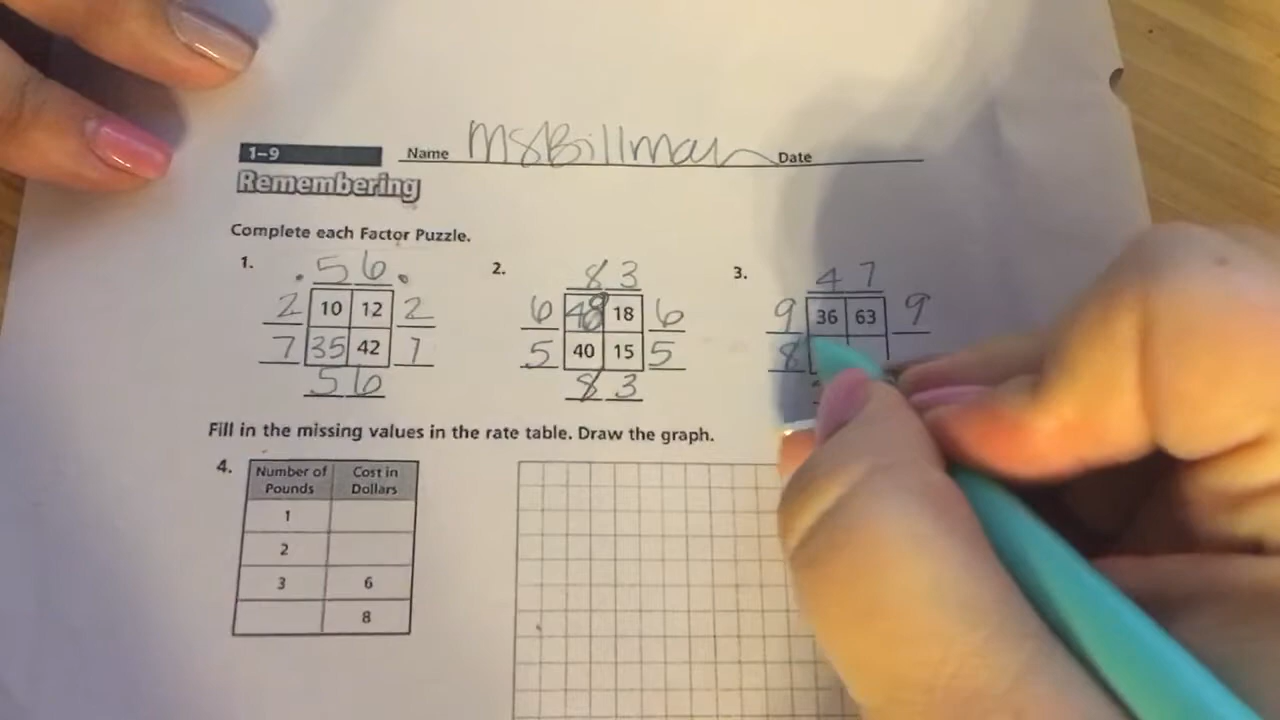 1–9 Name MsBillman Date
Remembering
Complete each Factor Puzzle.
1. 2. 3.
5 6 8 3 4 7
2 10 12 2 6 48 18 6 9 36 63 9
7 35 42 7 5 40 15 5 8
5 6 8 3
Fill in the missing values in the rate table. Draw the graph.
4. Number of Pounds Cost in Dollars
1
2
3 6
8